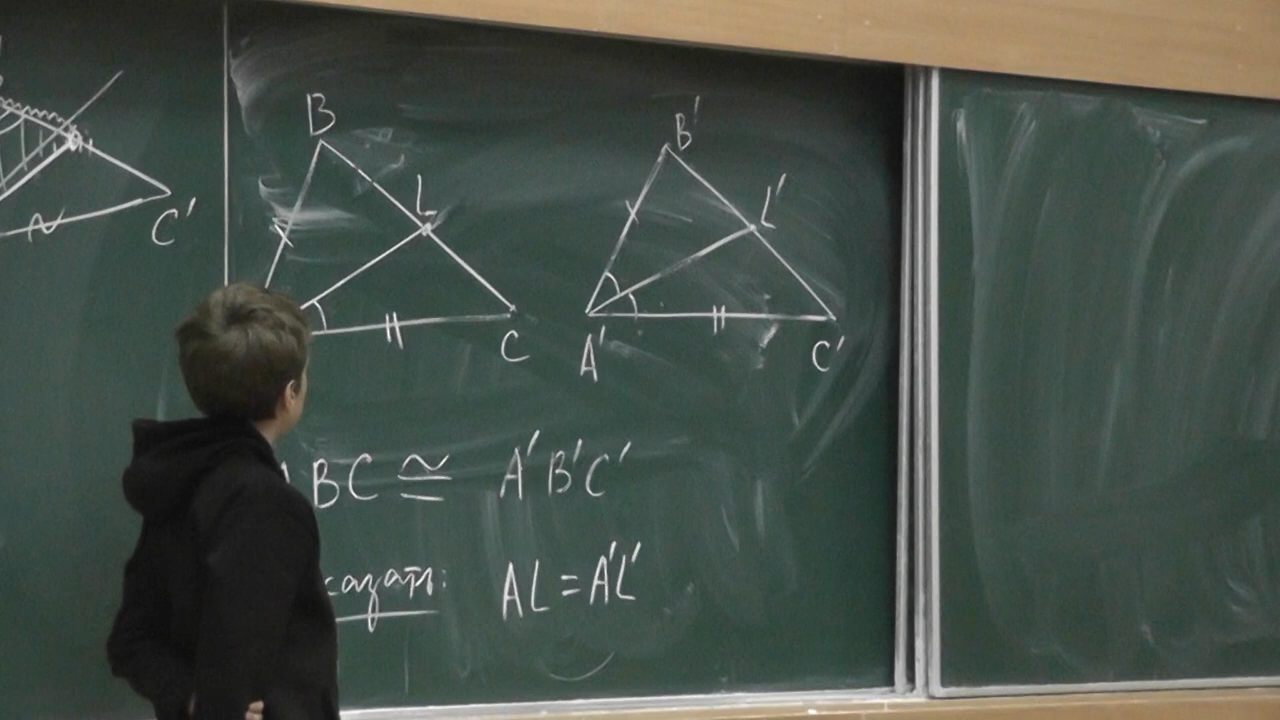 B
B'
L
L'
C'
C
A'
C'
BC ≅ A'B'C'
AL = A'L'